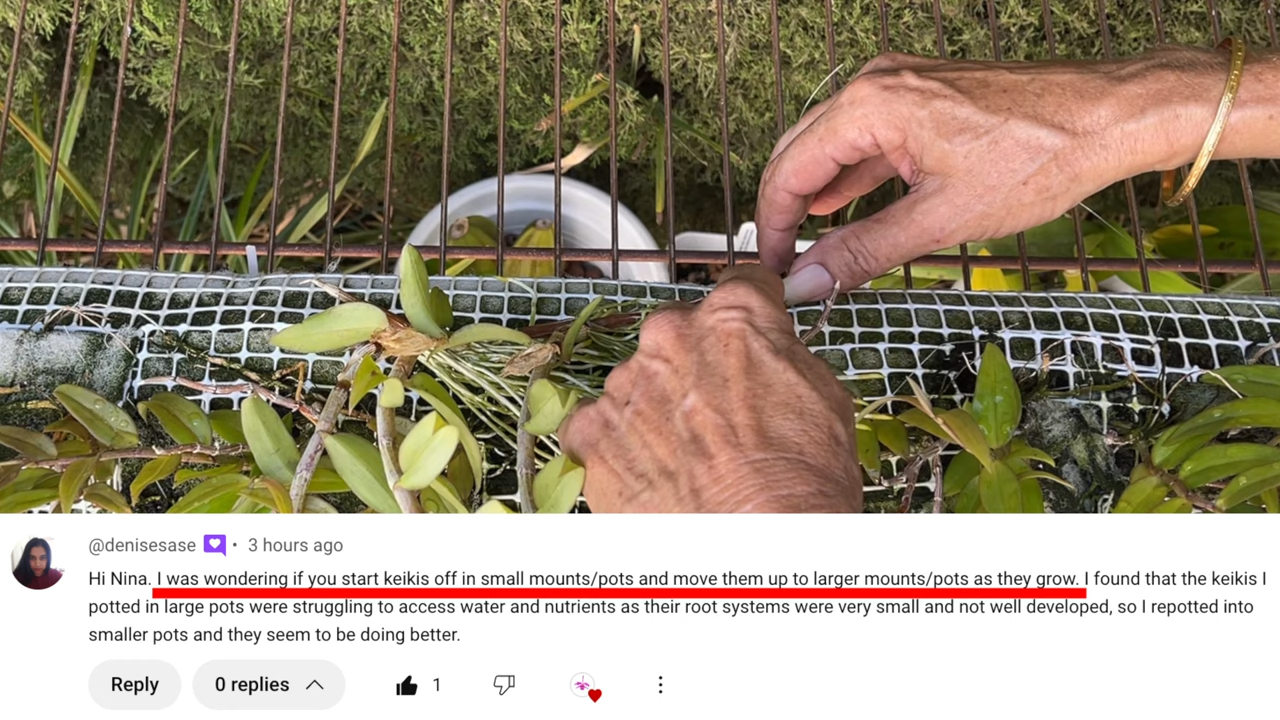 @denisesase • 3 hours ago
Hi Nina. I was wondering if you start keikis off in small mounts/pots and move them up to larger mounts/pots as they grow. I found that the keikis I
potted in large pots were struggling to access water and nutrients as their root systems were very small and not well developed, so I repotted into
smaller pots and they seem to be doing better.
Reply 0 replies 1